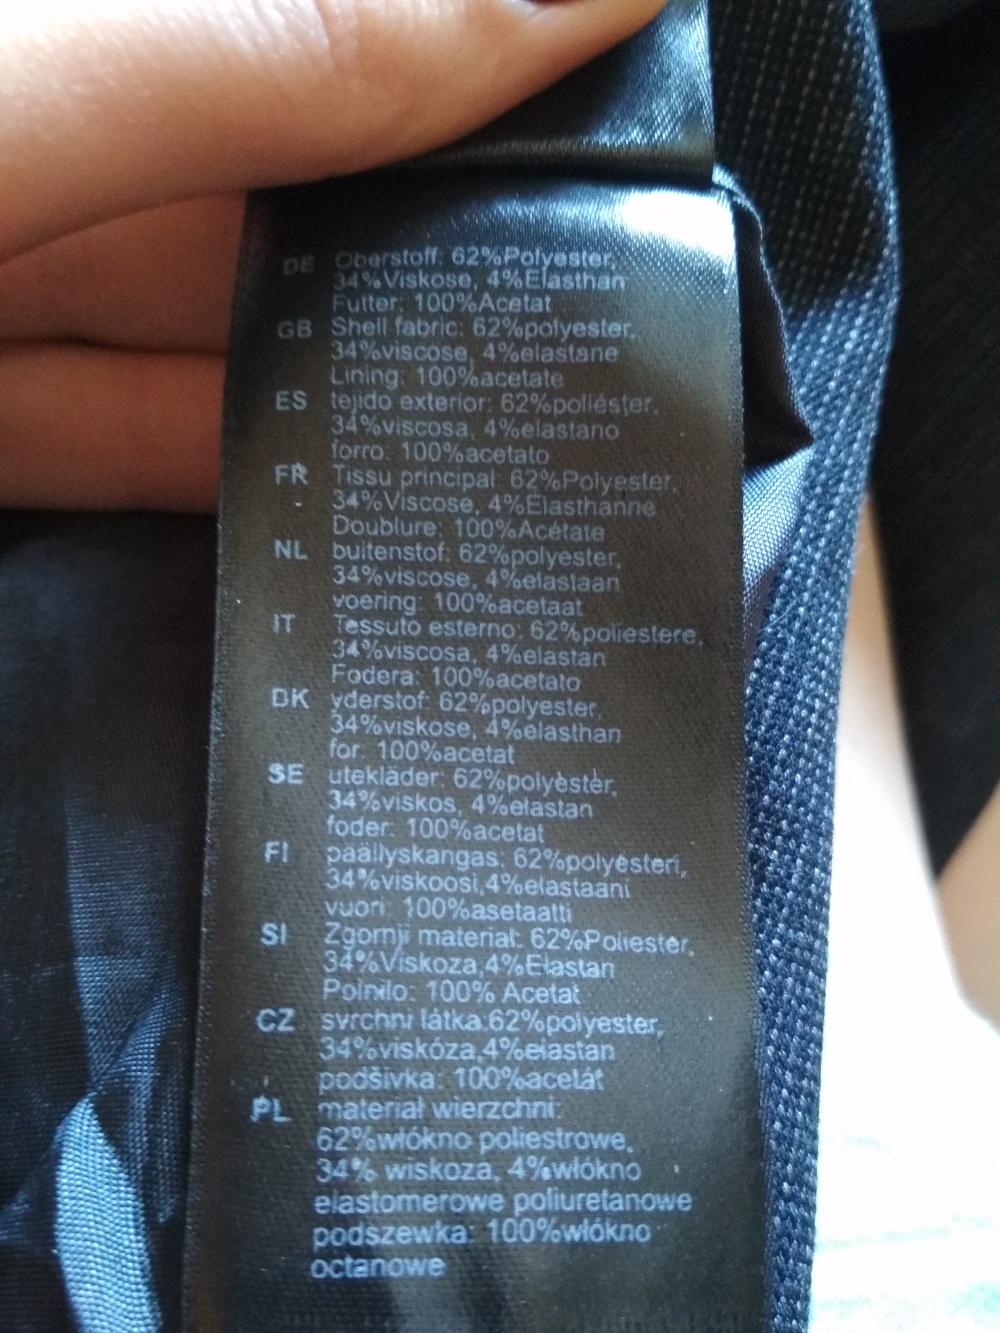 DE Oberstoff: 62%Polyester,
34%Viskose, 4%Elasthan
Futter: 100%Acetat
GB Shell fabric: 62%polyester,
34%viscose, 4%elastane
Lining: 100%acetate
ES tejido exterior: 62%poliéster,
34%viscosa, 4%elastano
forro: 100%acetato
FR Tissu principal: 62%Polyester,
34%Viscose, 4%Elasthanne
Doublure: 100%Acétate
NL buitenstof: 62%polyester,
34%viscose, 4%elastaan
voering: 100%acetaat
IT Tessuto esterno: 62%poliestere,
34%viscosa, 4%elastan
Fodera: 100%acetato
DK yderstof: 62%polyester,
34%viskose, 4%elasthan
for: 100%acetat
SE utekläder: 62%polyèstèr,
34%viskos, 4%elastan
foder: 100%acetat
FI päällyskangas: 62%polyèsteri,
34%viskoosi,4%elastaani
vuori: 100%asetaatti
SI Zgornji material: 62%Poliester,
34%Viskoza,4%Elastan
Polnilo: 100% Acetat
CZ svrchní látka:62%polyester,
34%viskóza,4%elastan
podšívka: 100%acelát
PL materiał wierzchni:
62%włókno poliestrowe,
34% wiskoza, 4%włókno
elastomerowe poliuretanowe
podszewka: 100%włókno
octanowe